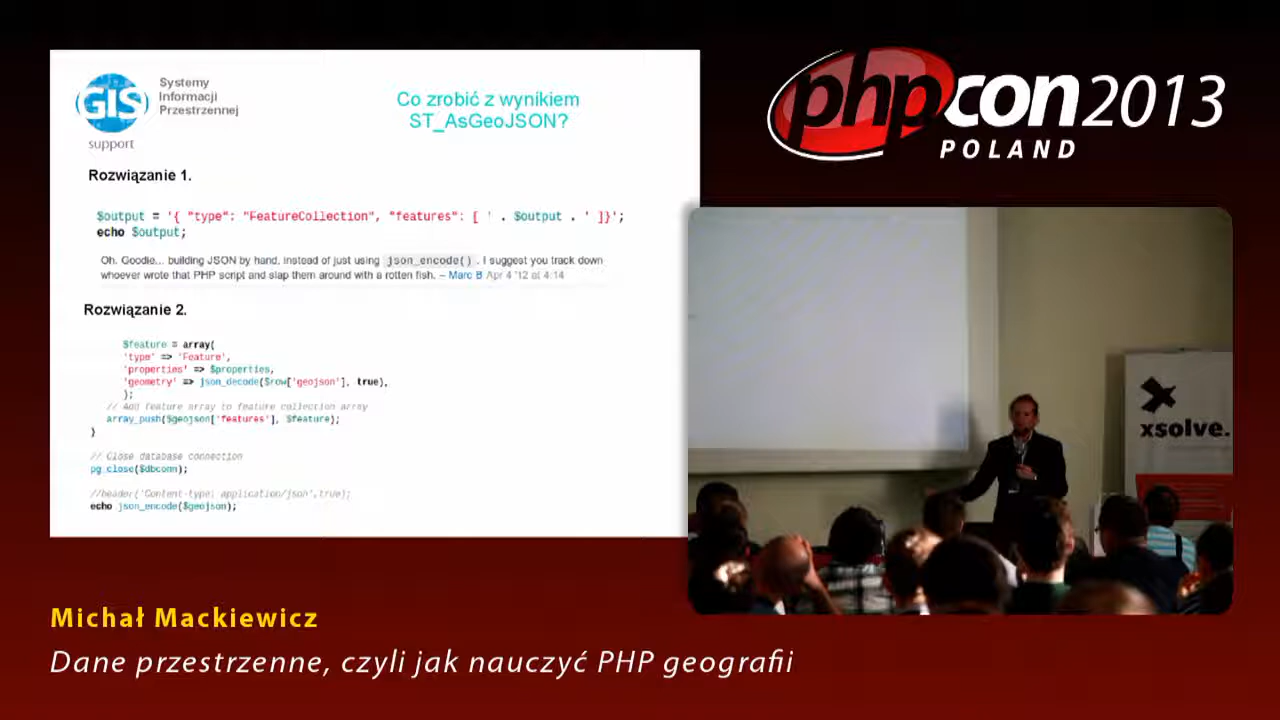 GIS
Systemy
Informacji
Przestrzennej
support
Co zrobić z wynikiem
ST_AsGeoJSON?
Rozwiązanie 1.
$output = '{ "type": "FeatureCollection", "features": [ ' . $output . ' ]}';
echo $output;
Oh. Goodie... building JSON by hand, instead of just using json_encode() . I suggest you track down
whoever wrote that PHP script and slap them around with a rotten fish. – Marc B Apr 4 '12 at 4:14
Rozwiązanie 2.
$feature = array(
'type' => 'Feature',
'properties' => $properties,
'geometry' => json_decode($row['geojson'], true),
);
// Add feature array to feature collection array
array_push($geojson['features'], $feature);
}
// Close database connection
pg_close($dbconn);
//header('Content-type: application/json',true);
echo json_encode($geojson);
phpcon 2013
POLAND
xsolve.
Michał Mackiewicz
Dane przestrzenne, czyli jak nauczyć PHP geografii